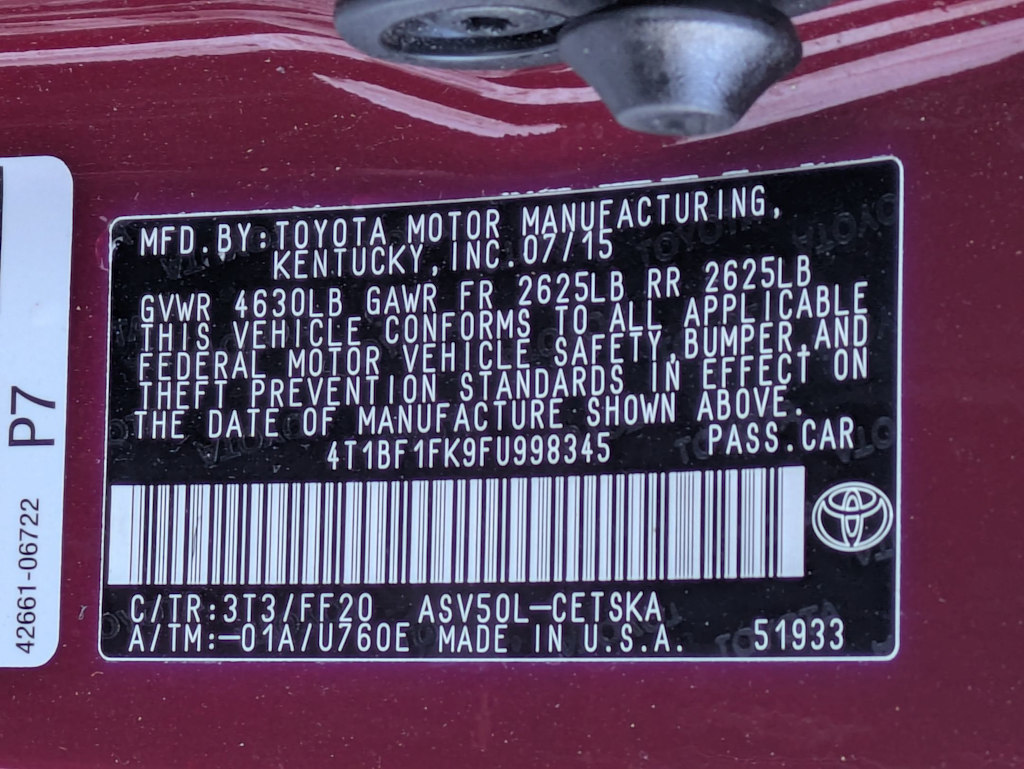 MFD.BY:TOYOTA MOTOR MANUFACTURING,
KENTUCKY,INC.07/15
GVWR 4630LB GAWR FR 2625LB RR 2625LB
THIS VEHICLE CONFORMS TO ALL APPLICABLE
FEDERAL MOTOR VEHICLE SAFETY,BUMPER,AND
THEFT PREVENTION STANDARDS IN EFFECT ON
THE DATE OF MANUFACTURE SHOWN ABOVE.
4T1BF1FK9FU998345 PASS.CAR
C/TR:3T3/FF20 ASV50L-CETSKA
A/TM:-01A/U760E MADE IN U.S.A. 51933
P7
42661-06722